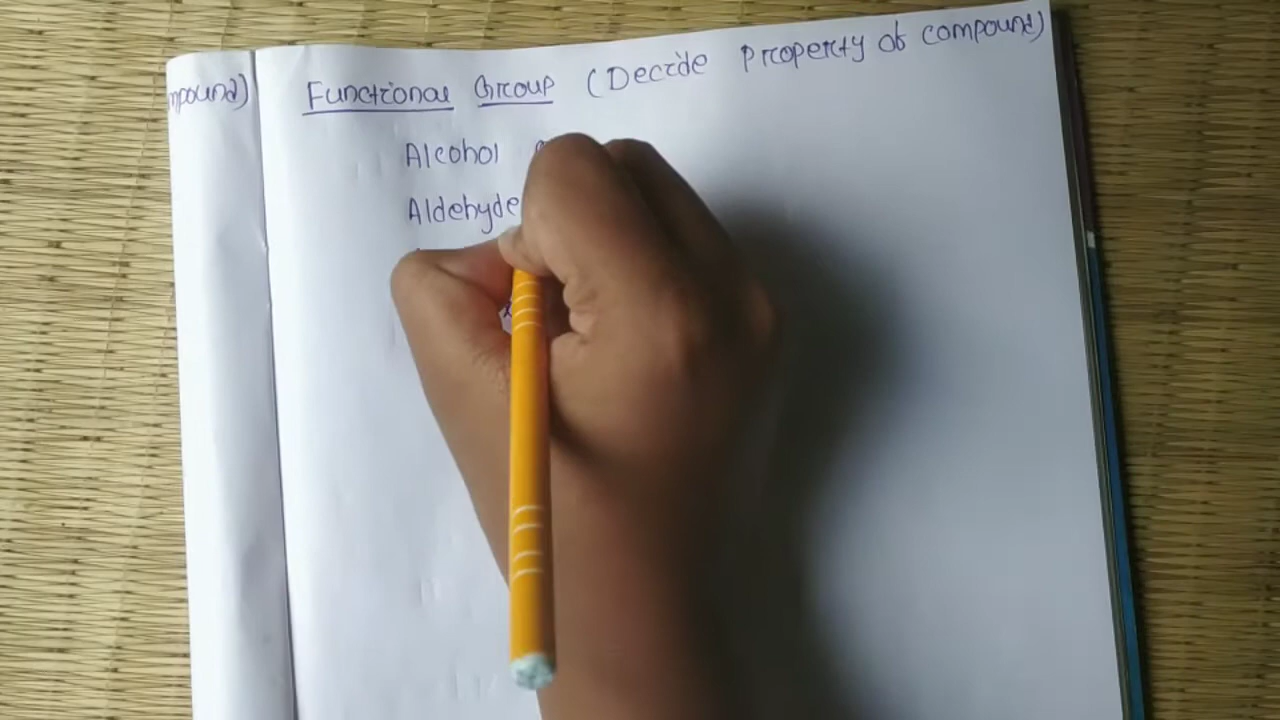 mpound)
Functional Group (Decide Property of compound)
Alcohol
Aldehyde